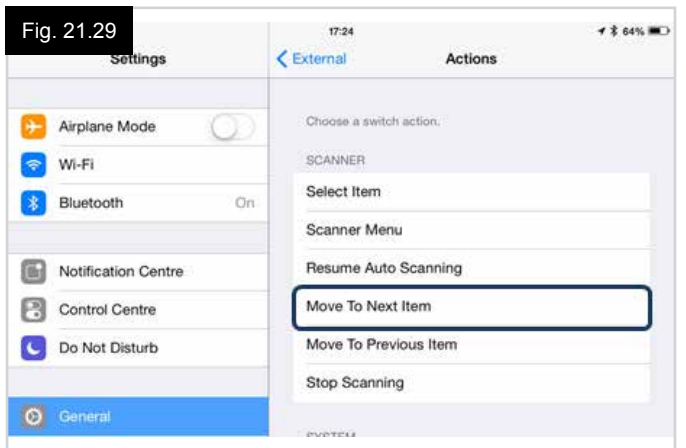 Fig. 21.29
17:24
64%
Settings
External
Actions
Airplane Mode
Wi-Fi
Bluetooth
On
Notification Centre
Control Centre
Do Not Disturb
General
Choose a switch action.
SCANNER
Select Item
Scanner Menu
Resume Auto Scanning
Move To Next Item
Move To Previous Item
Stop Scanning
SYSTEM